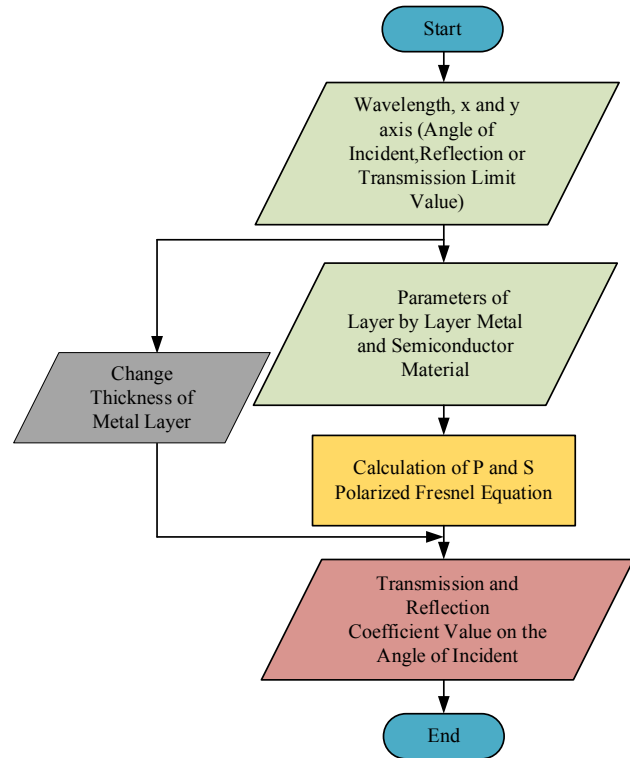 Start
Wavelength, x and y
axis (Angle of
Incident,Reflection or
Transmission Limit
Value)
Parameters of
Layer by Layer Metal
and Semiconductor
Material
Change
Thickness of
Metal Layer
Calculation of P and S
Polarized Fresnel Equation
Transmission and
Reflection
Coefficient Value on the
Angle of Incident
End